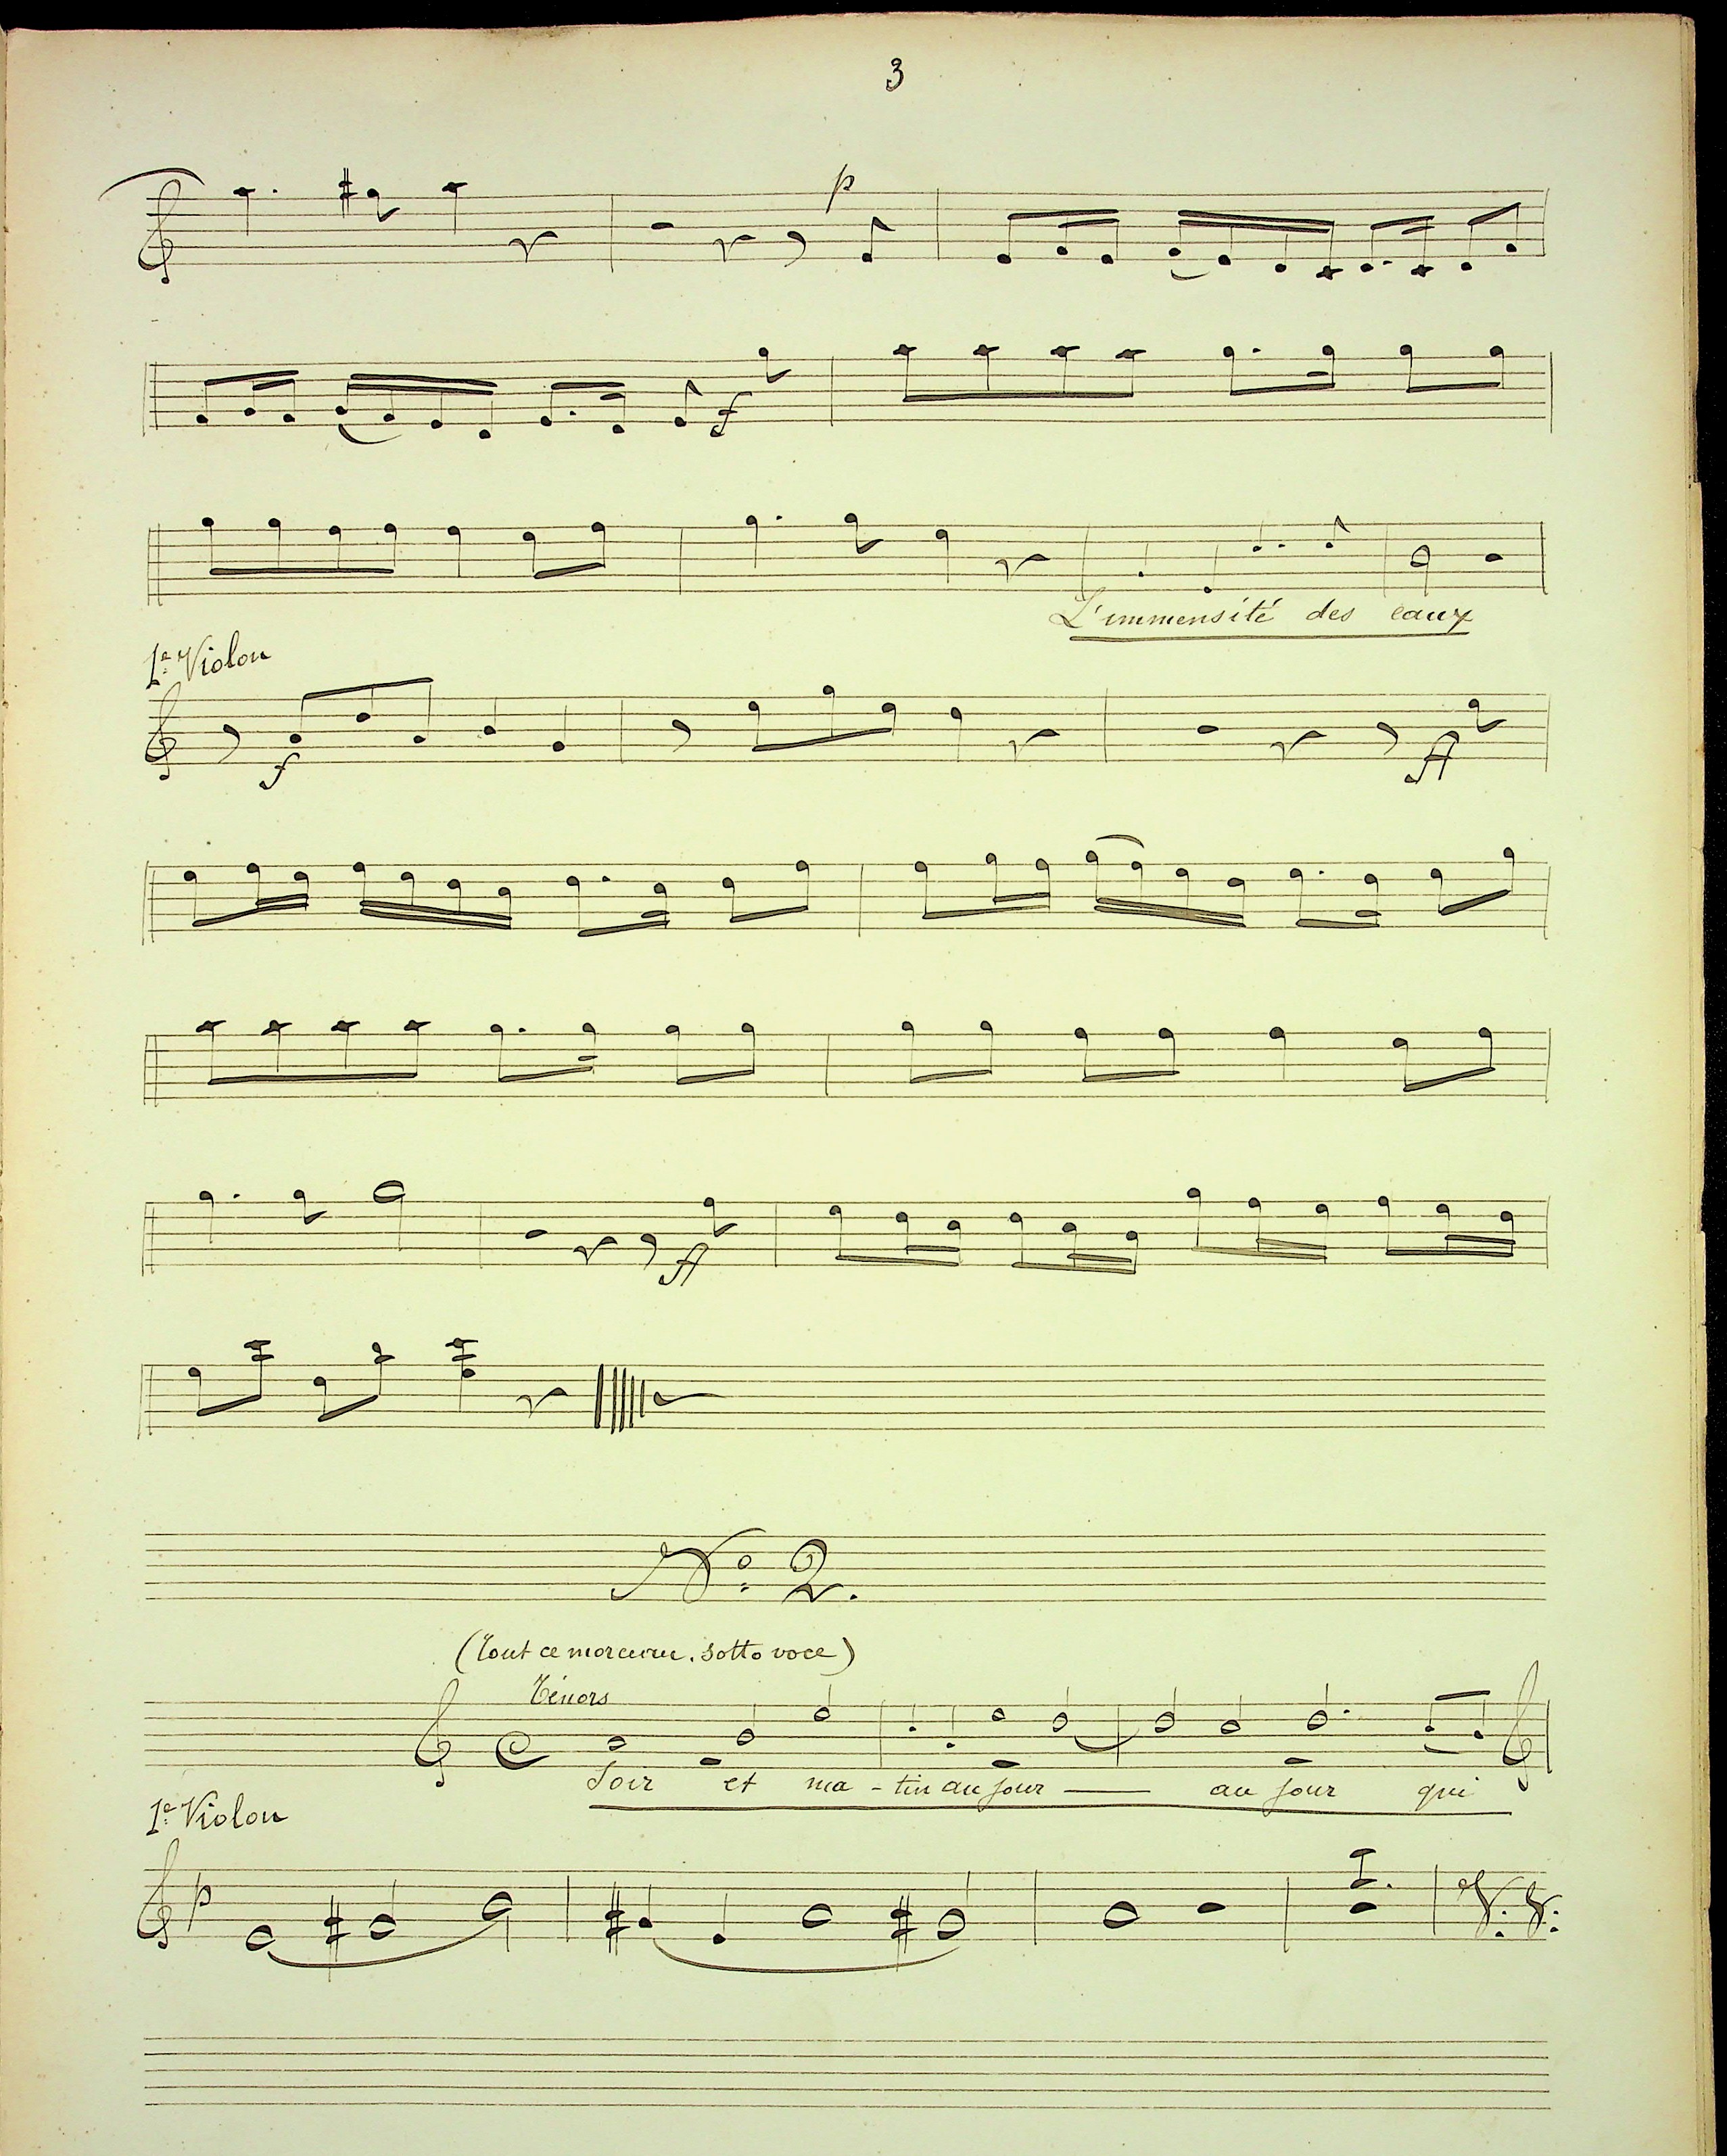 3
p
f
L'immensité des eaux
1er Violon
f
ff
ff
No 2.
(Tout ce morceau. sotto voce)
Ténors
Soir et ma - tin au jour — au jour qui
1er Violon
p